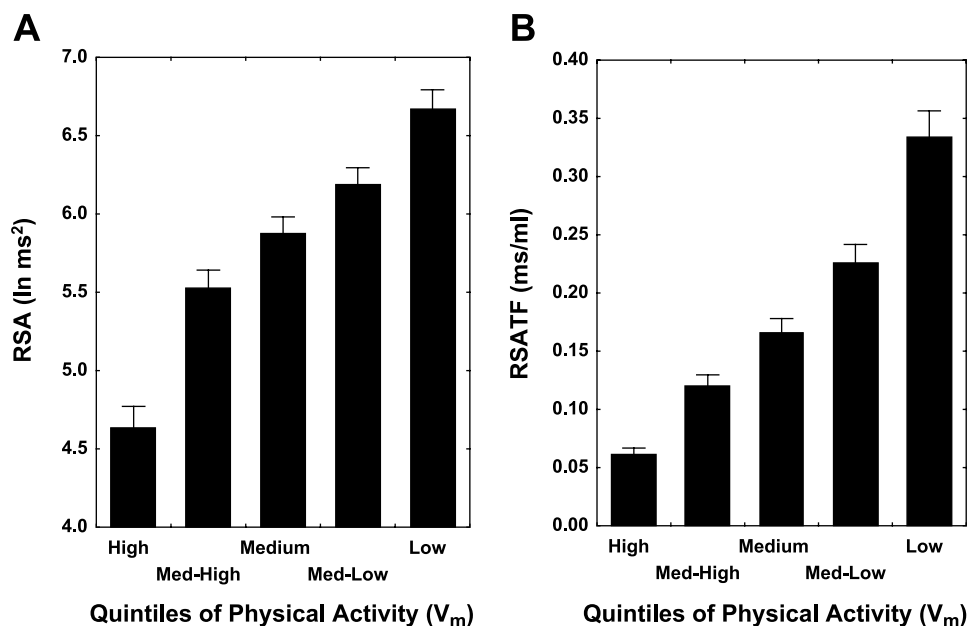 A
RSA (ln ms²)
7.0
6.5
6.0
5.5
5.0
4.5
4.0
High
Med-High
Medium
Med-Low
Low
Quintiles of Physical Activity (Vm)
B
RSATF (ms/ml)
0.40
0.35
0.30
0.25
0.20
0.15
0.10
0.05
0.00
High
Med-High
Medium
Med-Low
Low
Quintiles of Physical Activity (Vm)